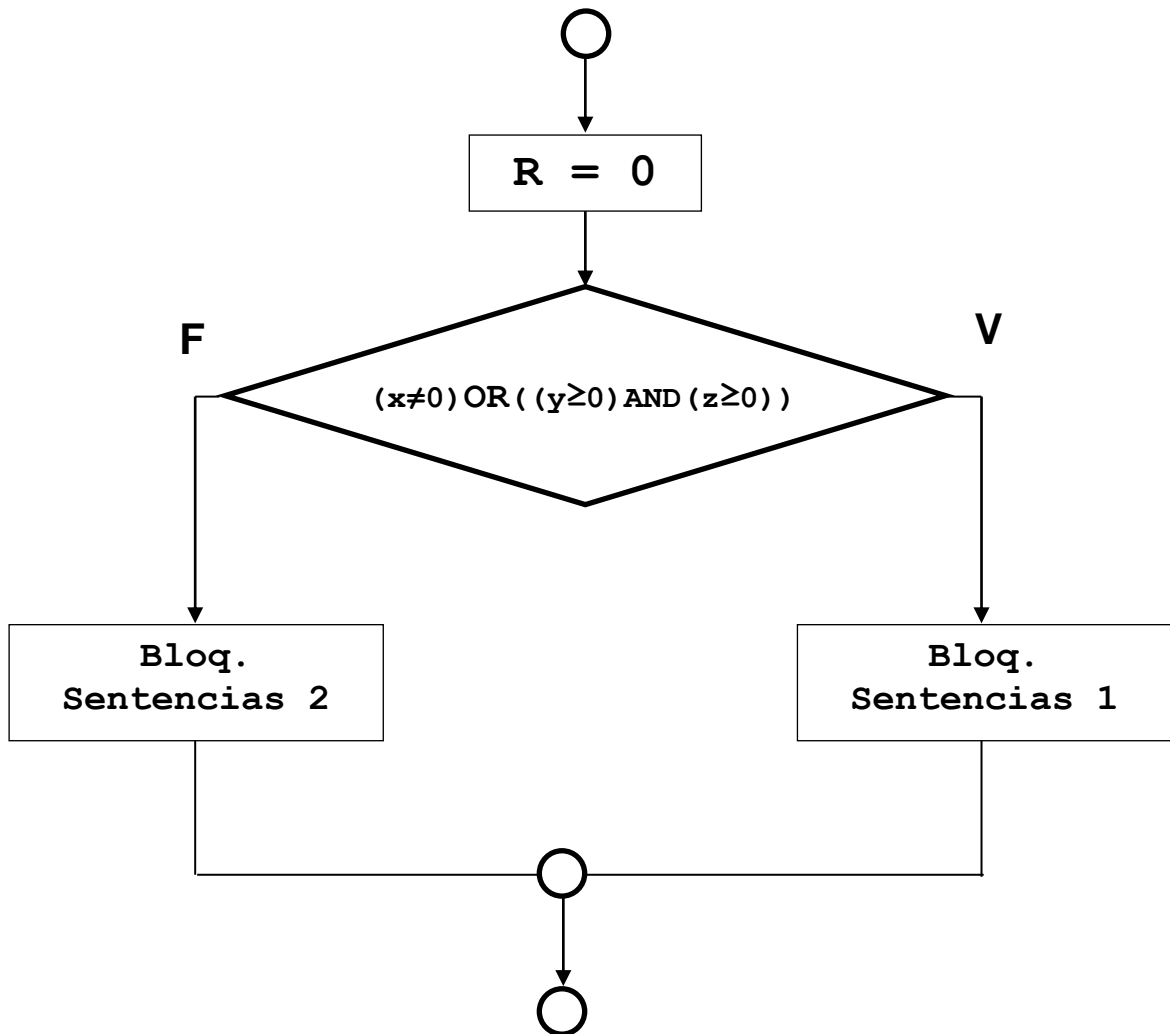 R = 0
F
V
(x≠0)OR((y≥0)AND(z≥0))
Bloq.
Sentencias 2
Bloq.
Sentencias 1